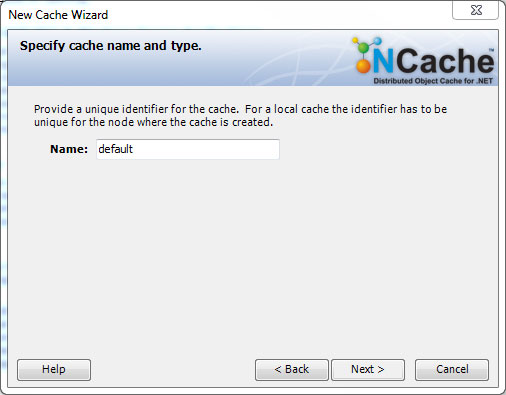 New Cache Wizard
Specify cache name and type.
NCache™
Distributed Object Cache for .NET
Provide a unique identifier for the cache.  For a local cache the identifier has to be
unique for the node where the cache is created.
Name: default
Help < Back Next > Cancel